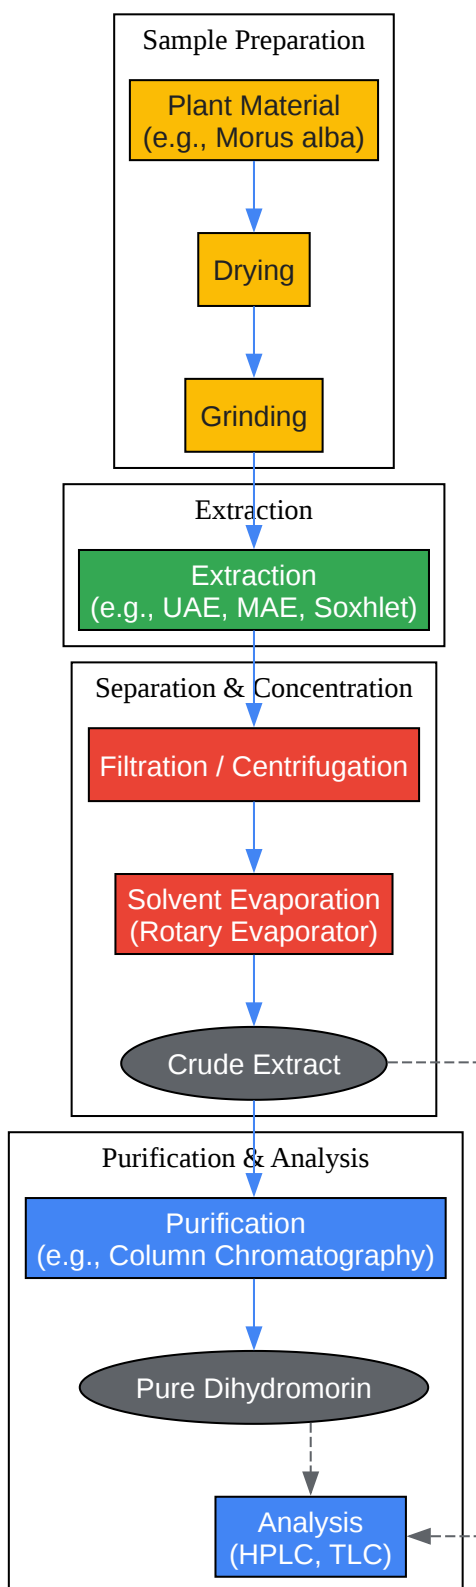 Sample Preparation
Plant Material
(e.g., Morus alba)
Drying
Grinding
Extraction
Extraction
(e.g., UAE, MAE, Soxhlet)
Separation & Concentration
Filtration / Centrifugation
Solvent Evaporation
(Rotary Evaporator)
Crude Extract
Purification & Analysis
Purification
(e.g., Column Chromatography)
Pure Dihydromorin
Analysis
(HPLC, TLC)